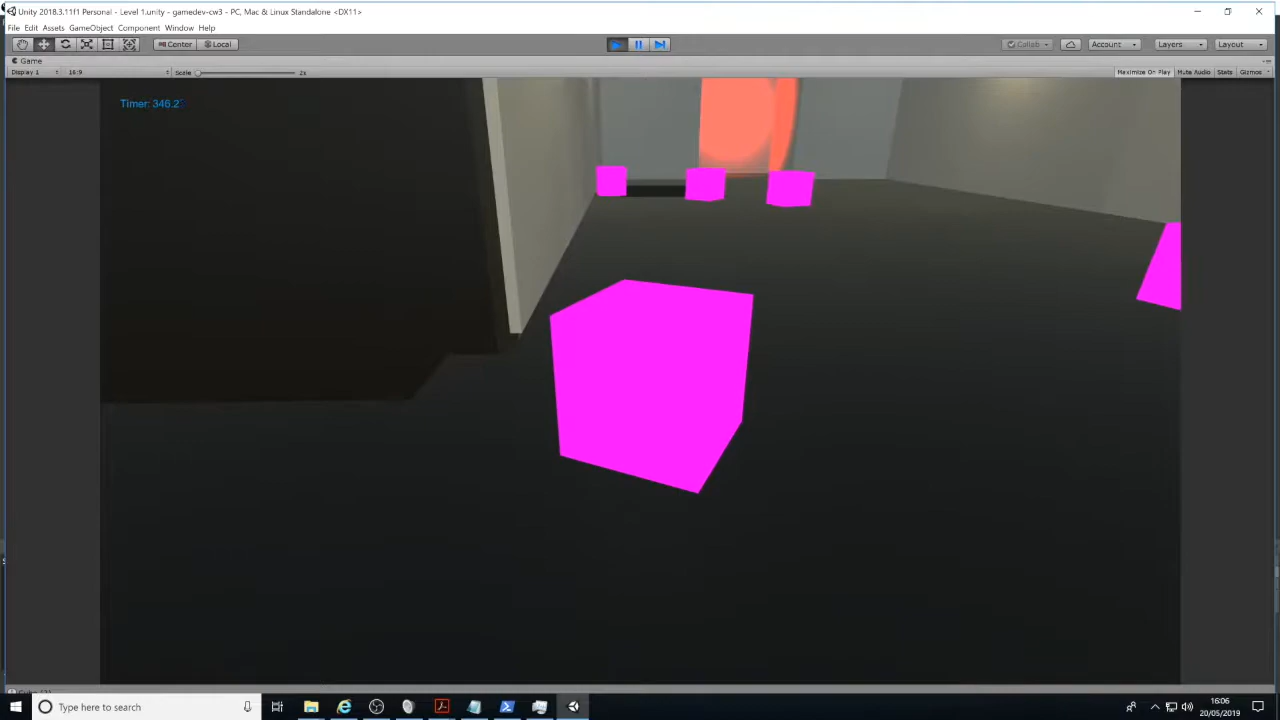 Unity 2018.3.11f1 Personal - Level 1.unity - gamedev-cw3 - PC, Mac & Linux Standalone <DX11>
File Edit Assets GameObject Component Window Help
Center Local Collab Account Layers Layout
Game
Display 1 16:9 Scale 2x Maximize On Play Mute Audio Stats Gizmos
Timer: 346.2
Type here to search
16:06
20/05/2019